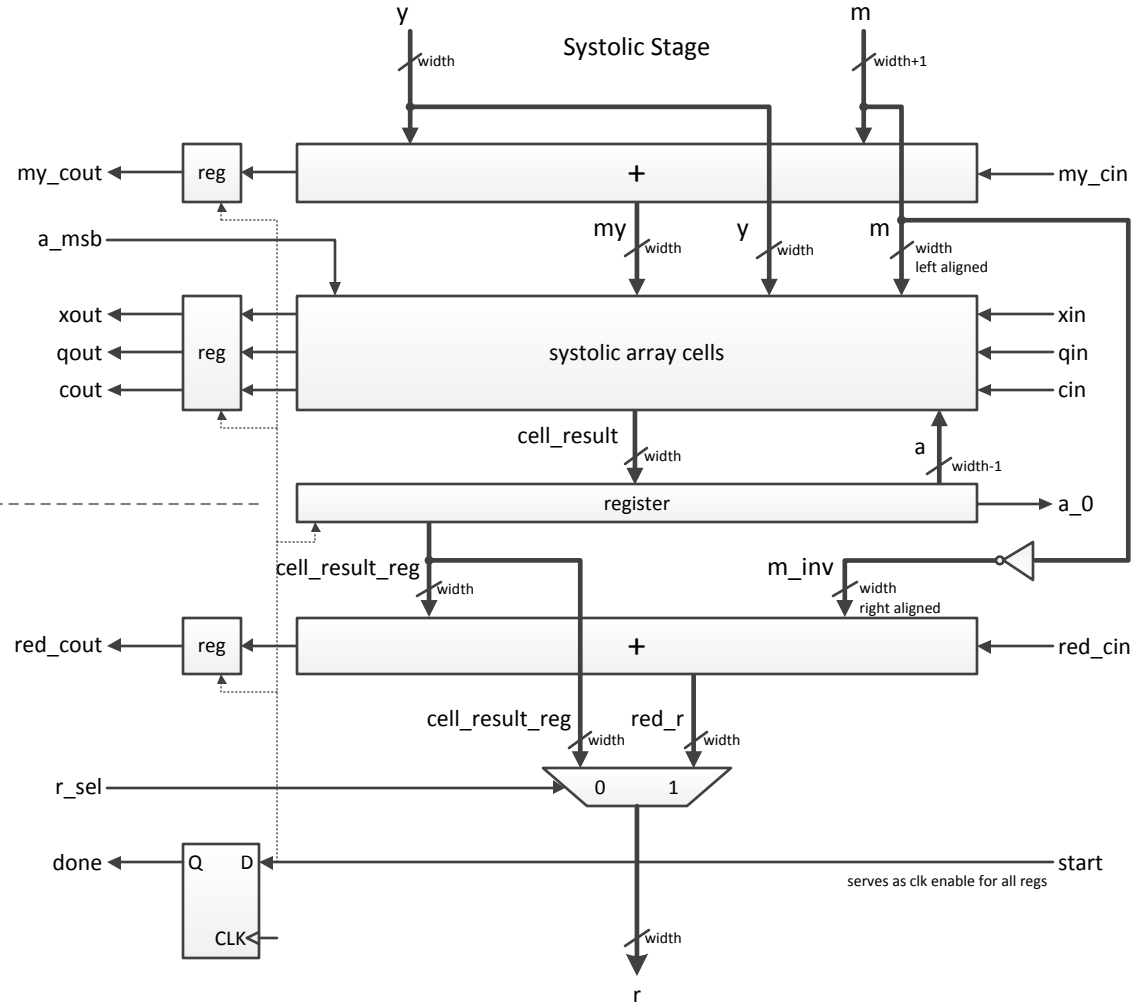 y
m
Systolic Stage
width
width+1
my_cout
reg
+
my_cin
a_msb
my
width
y
width
m
width
left aligned
xout
qout
cout
reg
systolic array cells
xin
qin
cin
cell_result
width
a
width-1
register
a_0
cell_result_reg
width
m_inv
width
right aligned
red_cout
reg
+
red_cin
cell_result_reg
width
red_r
width
r_sel
0
1
done
Q
D
CLK
start
serves as clk enable for all regs
width
r